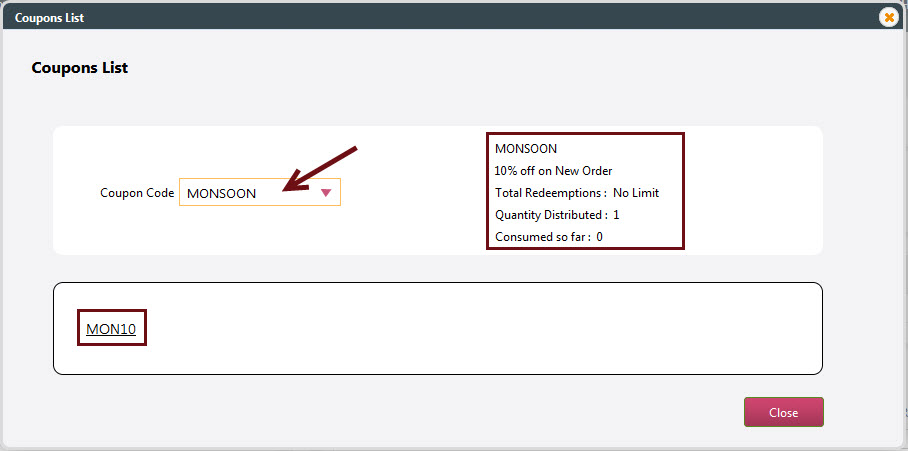 Coupons List
Coupons List
Coupon Code MONSOON
MONSOON
10% off on New Order
Total Redeemptions : No Limit
Quantity Distributed : 1
Consumed so far : 0
MON10
Close